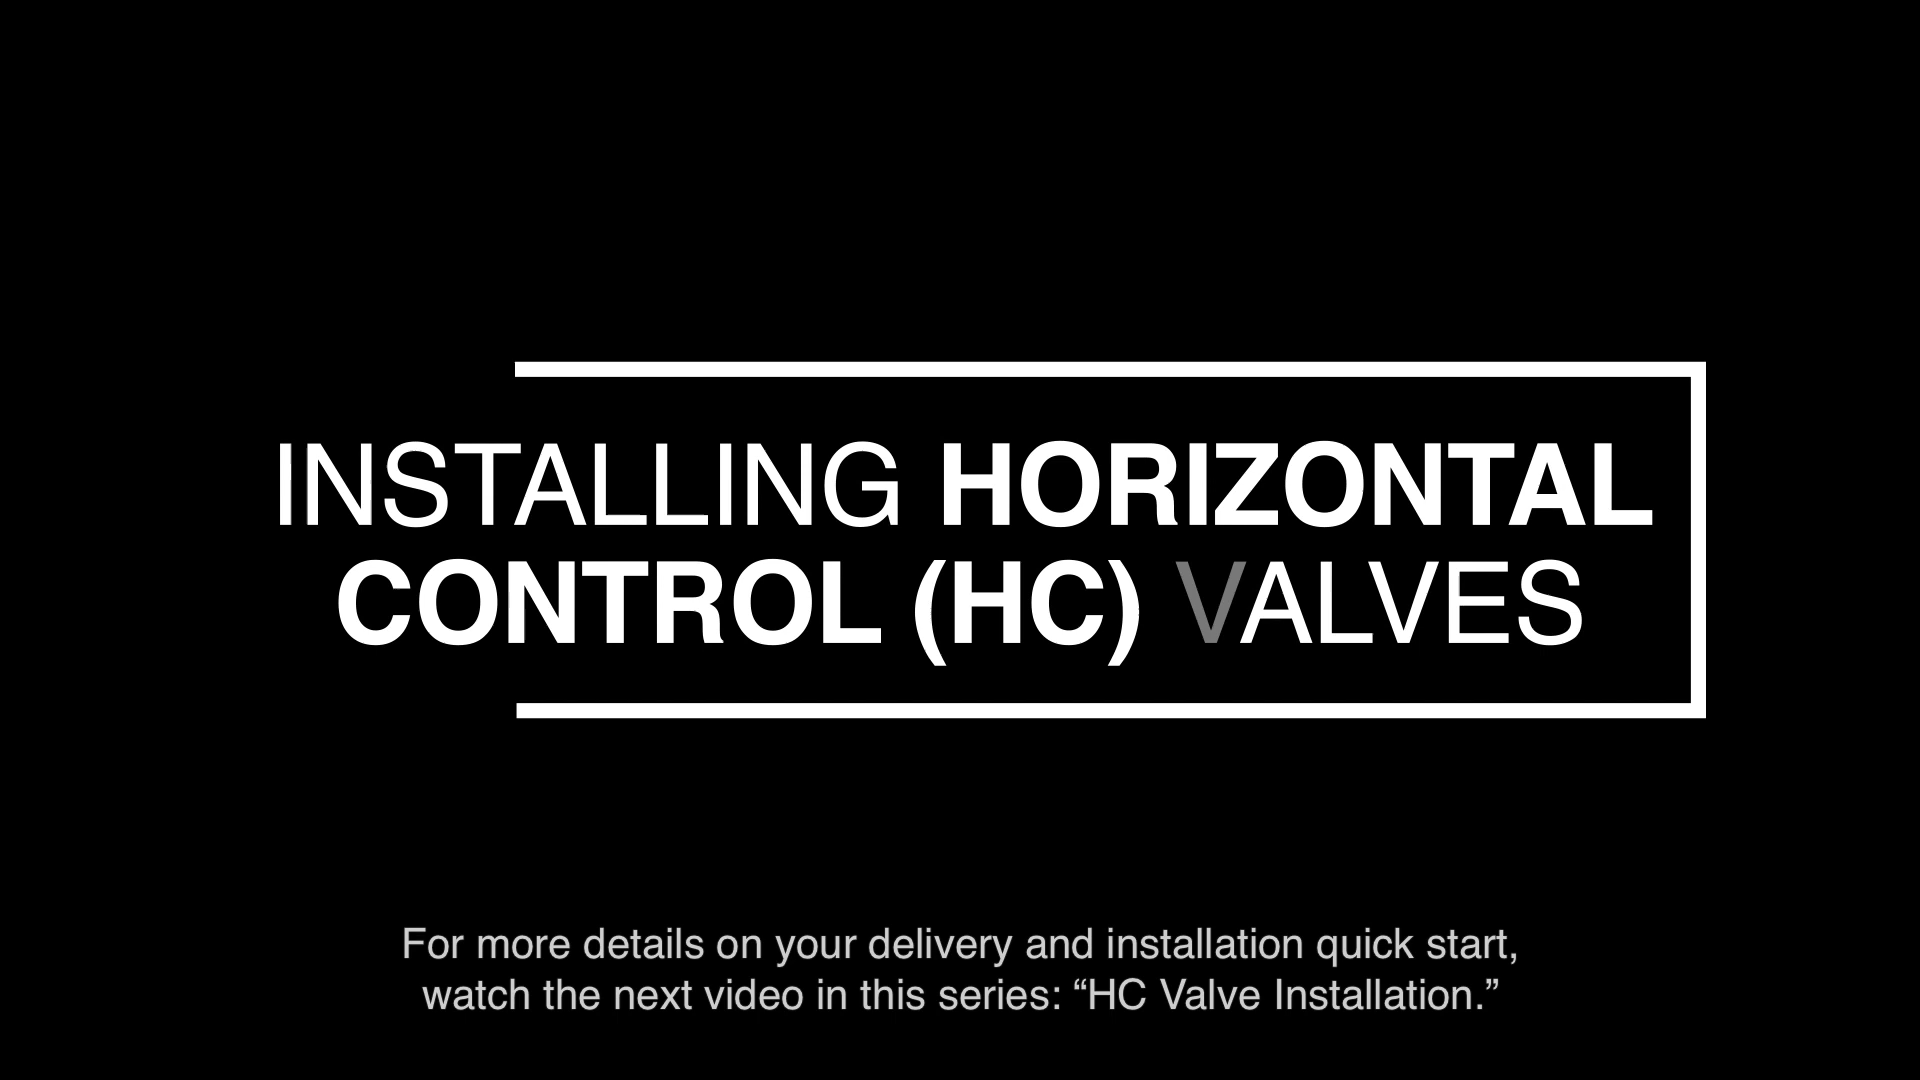 INSTALLING HORIZONTAL
CONTROL (HC) VALVES
For more details on your delivery and installation quick start,
watch the next video in this series: “HC Valve Installation.”